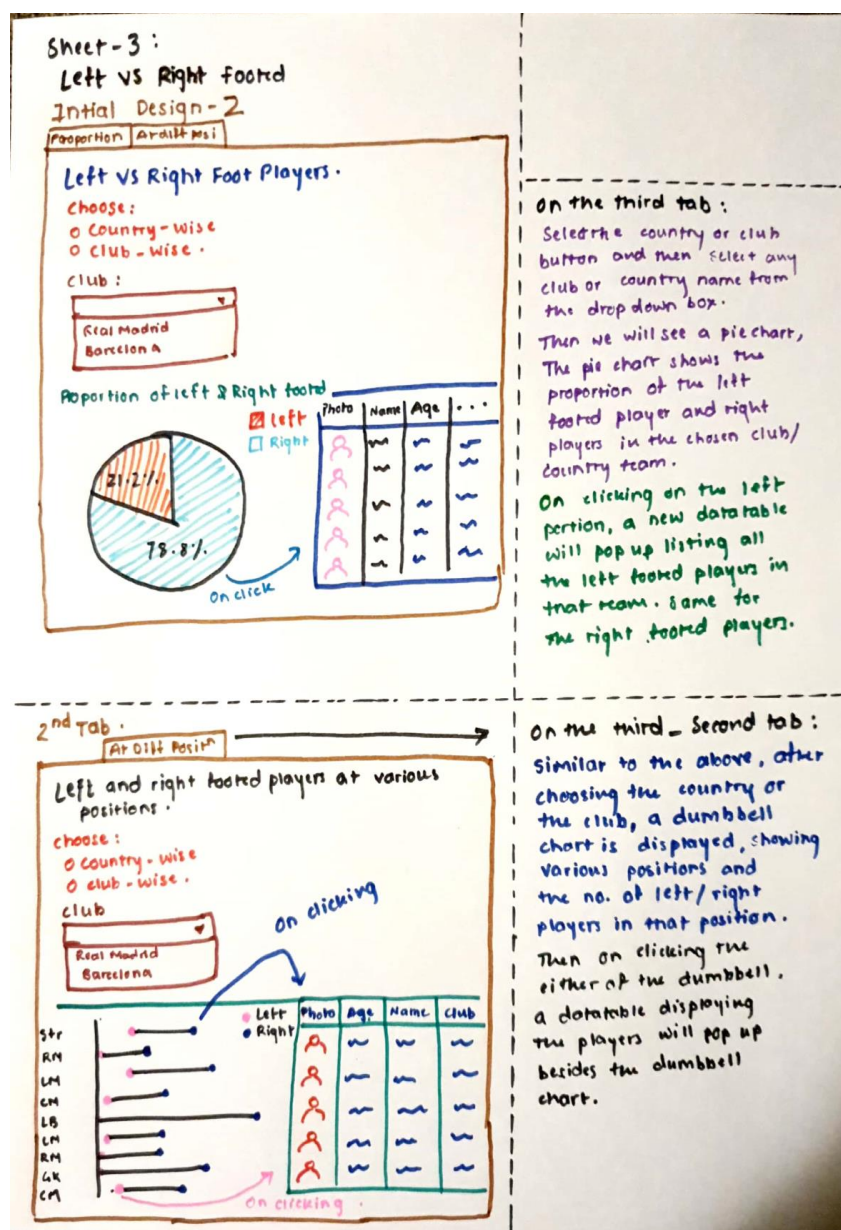 Sheet-3:
Left vs Right footed
Intial Design-2
Proportion At diff posi
Left vs Right Foot Players.
Choose:
Country-wise
Club-wise.
Club:
Real Madrid
Barcelona
Proportion of left & Right footed
Left
Right
21.2%
78.8%
On click
Photo Name Age ...
On the third tab:
Select the country or club
button and then select any
club or country name from
the drop down box.
Then we will see a piechart,
The pie chart shows the
proportion of the left
footed player and right
players in the chosen club/
country team.
On clicking on the left
portion, a new datatable
will pop up listing all
the left footed players in
that team. Same for
the right footed players.
2nd Tab.
At Diff Positn
Left and right footed players at various
positions.
choose:
Country-wise
club-wise.
club
Real Madrid
Barcelona
on clicking
Left
Right
Str
RM
LM
CM
LB
LM
RM
GK
CM
Photo Age Name Club
On clicking.
On the third - Second tab:
Similar to the above, after
choosing the country or
the club, a dumbbell
chart is displayed, showing
various positions and
the no. of left/right
players in that position.
Then on clicking the
either of the dumbbell.
a datatable displaying
the players will pop up
besides the dumbbell
chart.